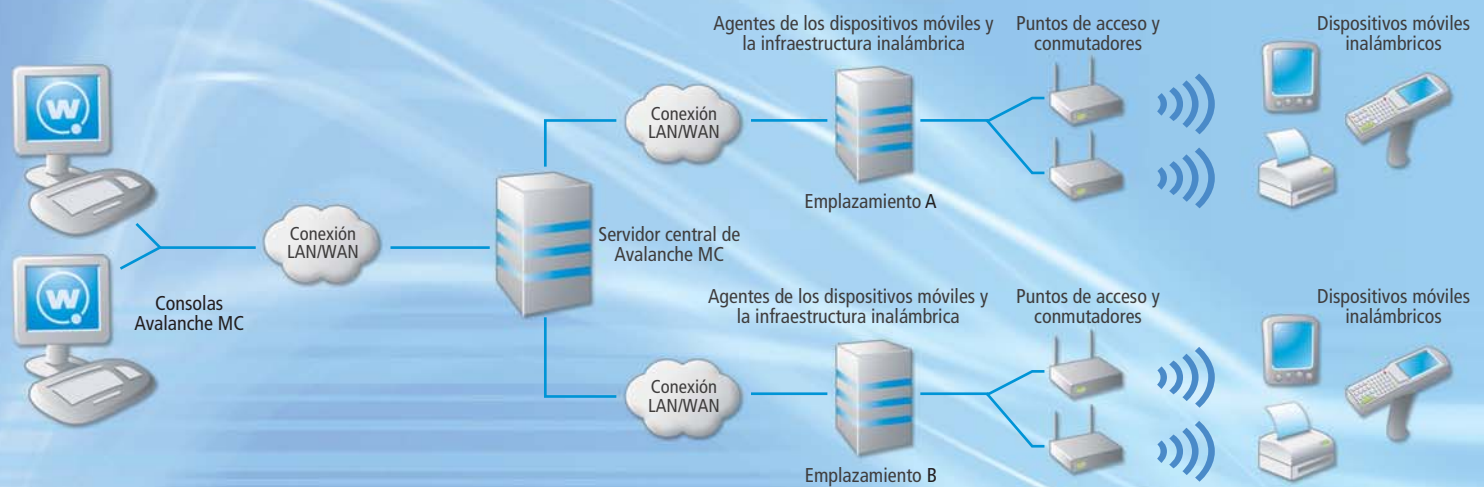 Agentes de los dispositivos móviles y
la infraestructura inalámbrica
Puntos de acceso y
conmutadores
Dispositivos móviles
inalámbricos
w
Conexión
LAN/WAN
Emplazamiento A
Conexión
LAN/WAN
Servidor central de
Avalanche MC
w
Consolas
Avalanche MC
Agentes de los dispositivos móviles y
la infraestructura inalámbrica
Puntos de acceso y
conmutadores
Dispositivos móviles
inalámbricos
Conexión
LAN/WAN
Emplazamiento B